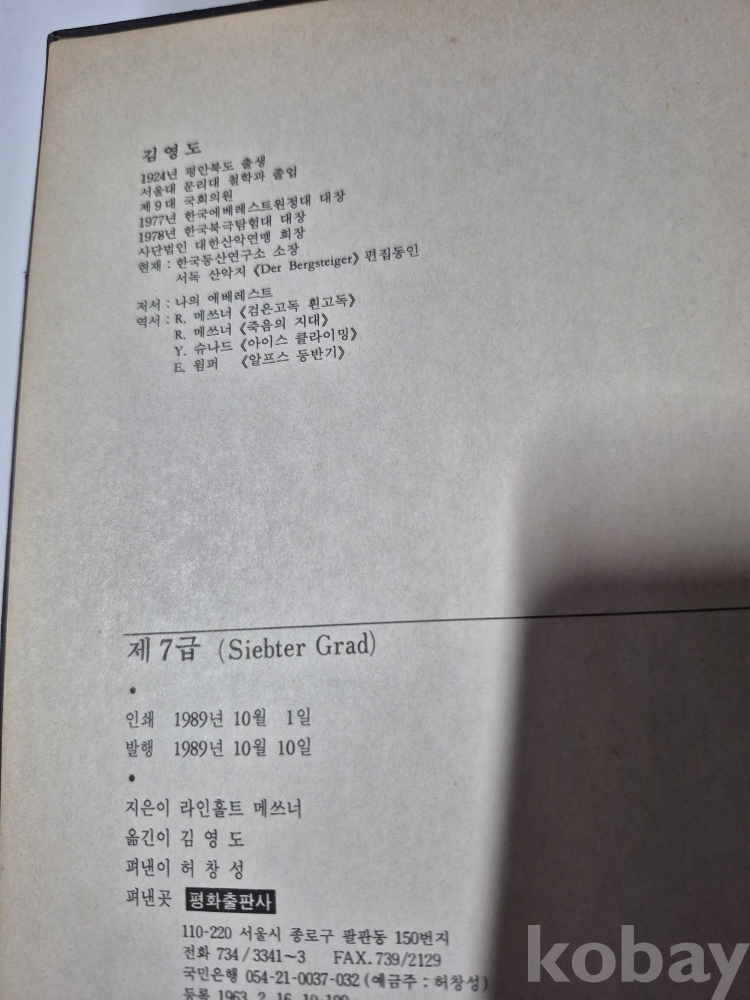 김영도
1924년 평안북도 출생
서울대 문리대 철학과 졸업
제9대 국회의원
1977년 한국에베레스트원정대 대장
1978년 한국북극탐험대 대장
사단법인 대한산악연맹 회장
현재 : 한국등산연구소 소장
서독 산악지 《Der Bergsteiger》 편집동인
저서 : 나의 에베레스트
역서 : R. 메쓰너 《검은고독 흰고독》
R. 메쓰너 《죽음의 지대》
Y. 슈나드 《아이스 클라이밍》
E. 윔퍼 《알프스 등반기》
제 7급 (Siebter Grad)
•
인쇄 1989년 10월 1일
발행 1989년 10월 10일
•
지은이 라인홀트 메쓰너
옮긴이 김 영 도
펴낸이 허 창 성
펴낸곳 평화출판사
110-220 서울시 종로구 팔판동 150번지
전화 734/3341~3 FAX. 739/2129
국민은행 054-21-0037-032 (예금주 : 허창성)
등록 1963. 2. 16. 10-109
kobay